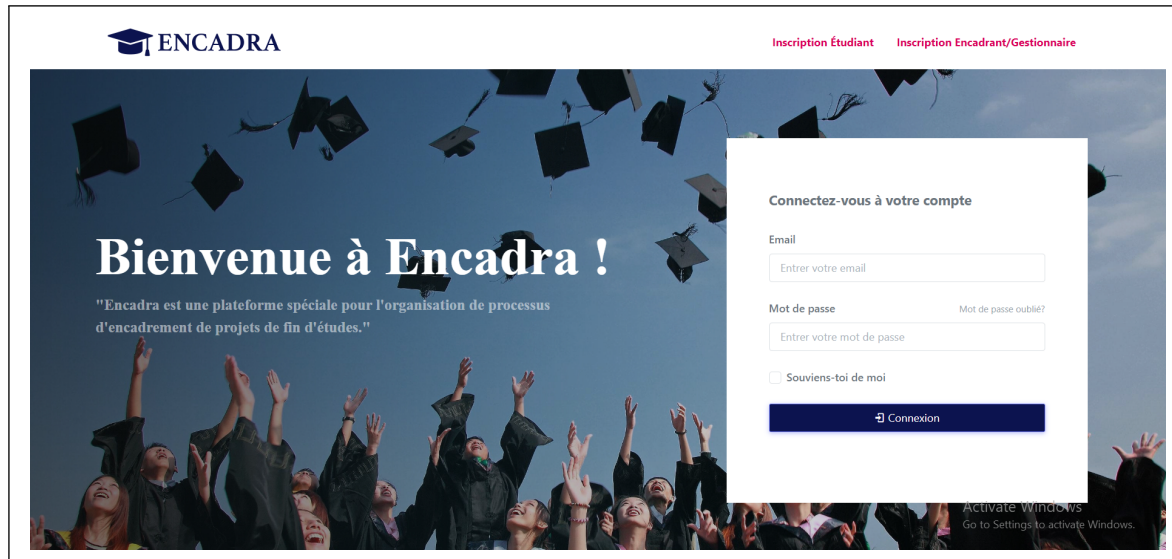 ENCADRA
Inscription Étudiant
Inscription Encadrant/Gestionnaire
Bienvenue à Encadra !
"Encadra est une plateforme spéciale pour l'organisation de processus
d'encadrement de projets de fin d'études."
Connectez-vous à votre compte
Email
Entrer votre email
Mot de passe
Mot de passe oublié?
Entrer votre mot de passe
Souviens-toi de moi
Connexion
Activate Windows
Go to Settings to activate Windows.